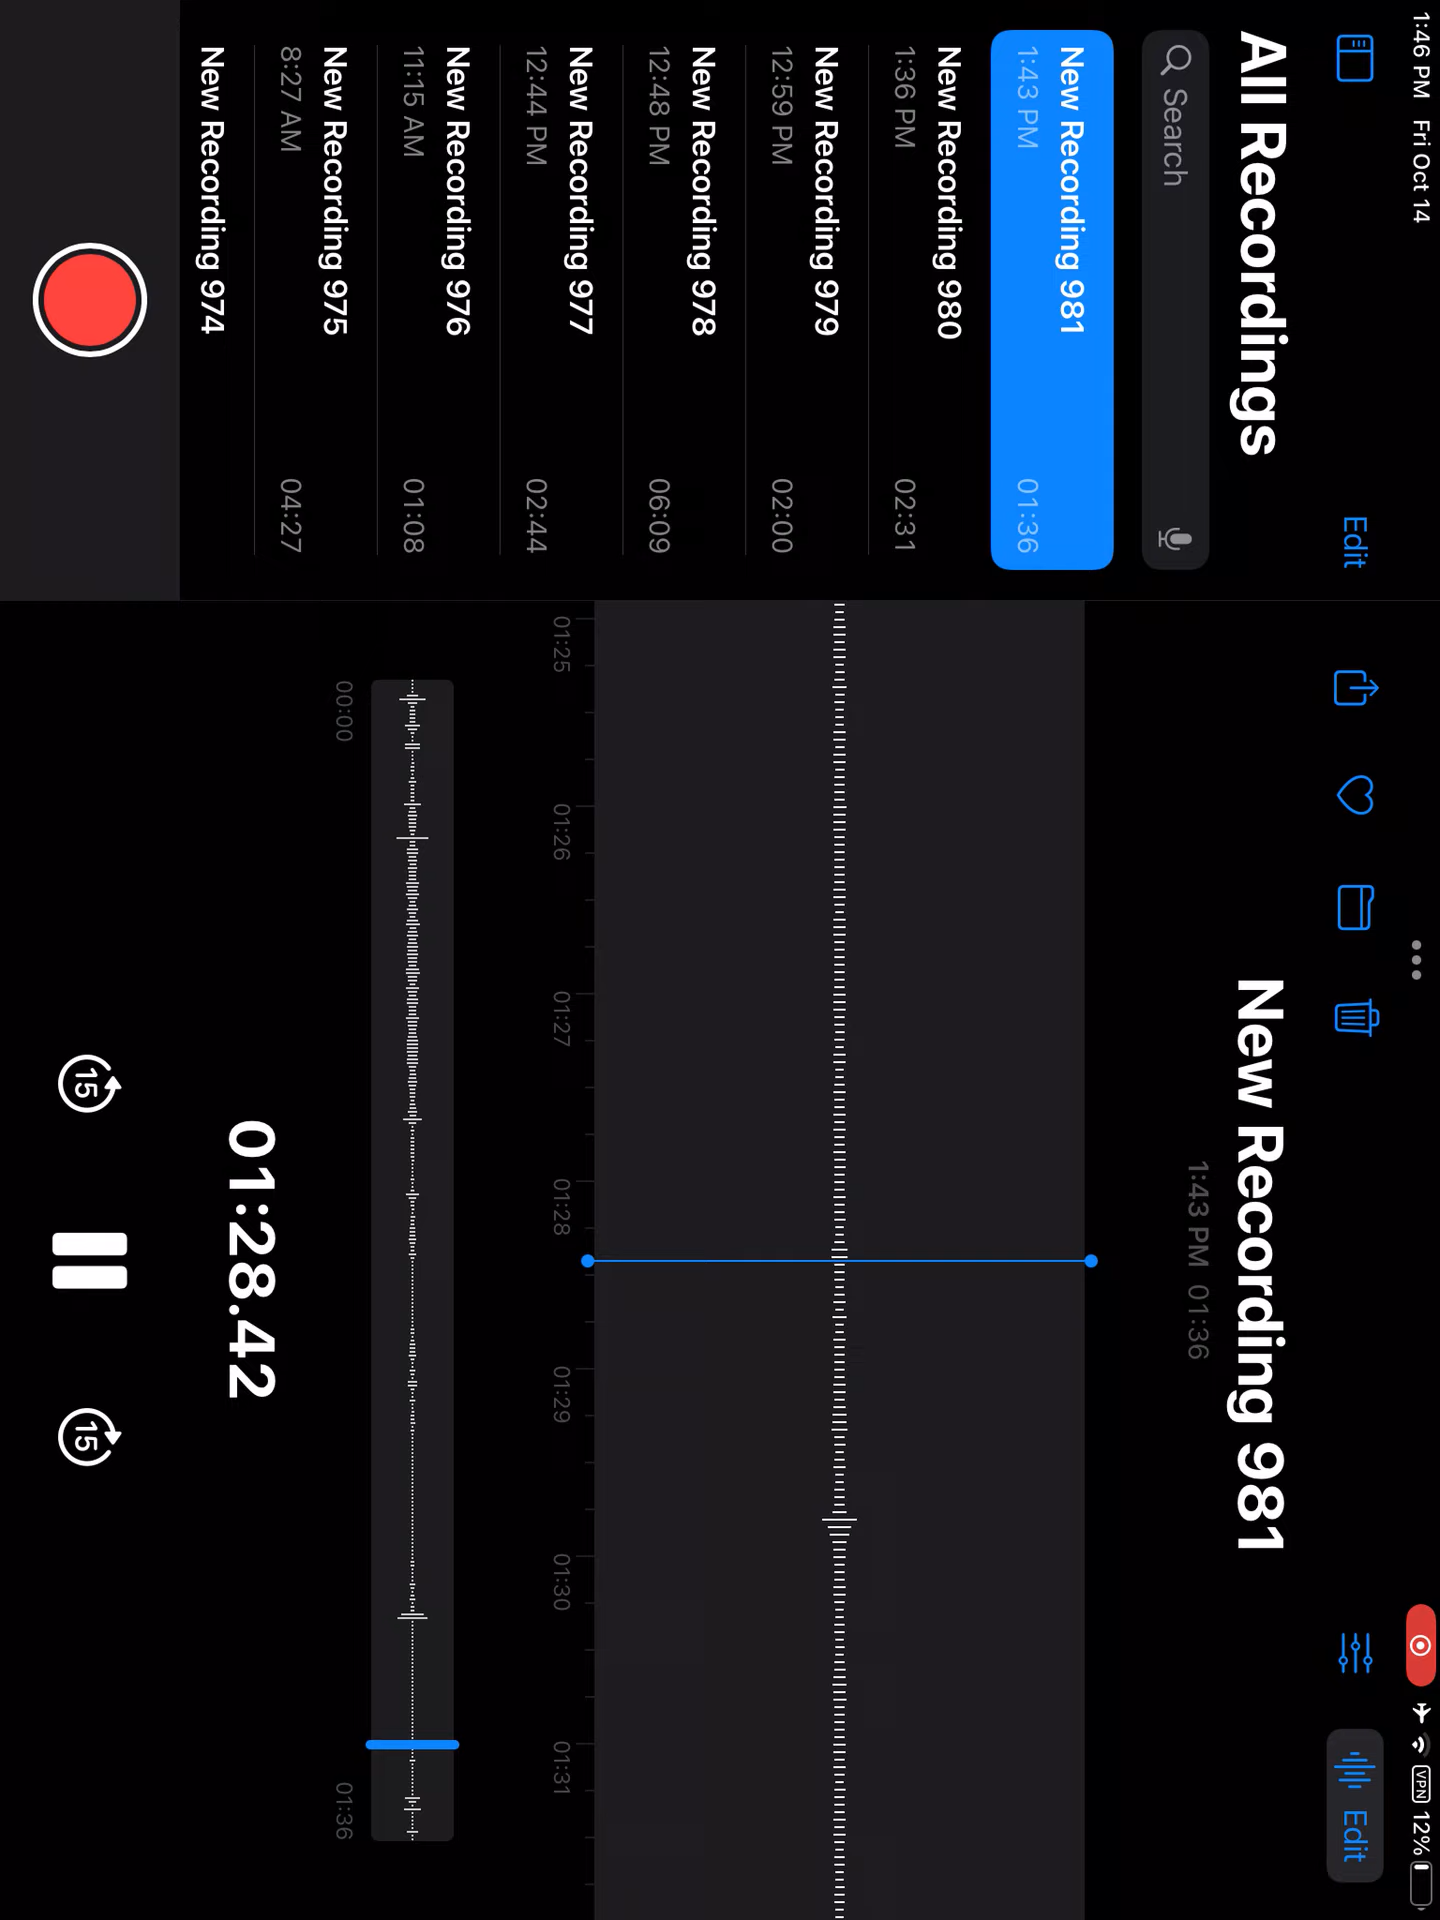 1:46 PM Fri Oct 14
VPN 12%
Edit
All Recordings
Search
New Recording 981
1:43 PM 01:36
New Recording 980
1:36 PM 02:31
New Recording 979
12:59 PM 02:00
New Recording 978
12:48 PM 06:09
New Recording 977
12:44 PM 02:44
New Recording 976
11:15 AM 01:08
New Recording 975
8:27 AM 04:27
New Recording 974
Edit
New Recording 981
1:43 PM 01:36
01:25 01:26 01:27 01:28 01:29 01:30 01:31
00:00 01:36
01:28.42
15 15